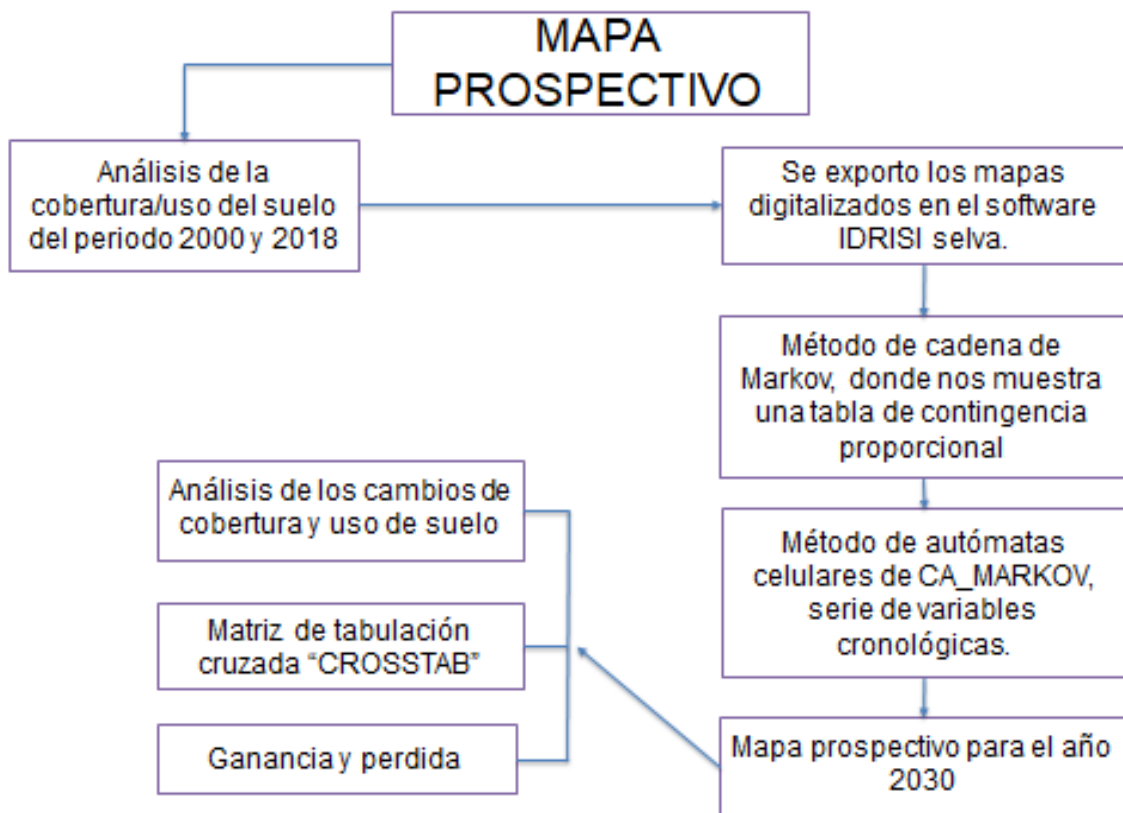 MAPA
PROSPECTIVO
Análisis de la
cobertura/uso del suelo
del periodo 2000 y 2018
Se exporto los mapas
digitalizados en el software
IDRISI selva.
Método de cadena de
Markov, donde nos muestra
una tabla de contingencia
proporcional
Método de autómatas
celulares de CA_MARKOV,
serie de variables
cronológicas.
Mapa prospectivo para el año
2030
Análisis de los cambios de
cobertura y uso de suelo
Matriz de tabulación
cruzada “CROSSTAB”
Ganancia y perdida